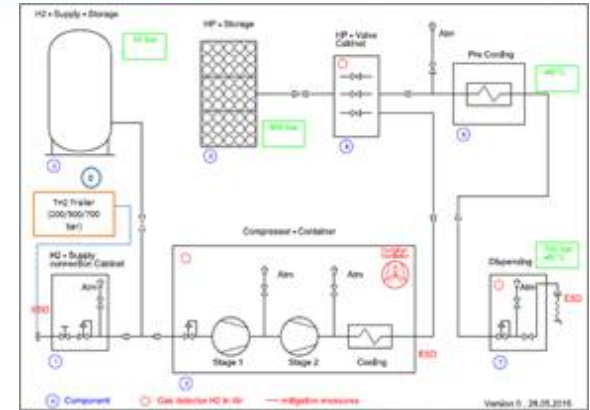 H2 - Supply - Storage
HP - Storage
HP - Valve
Cabinet
Atm
Pre Cooling
TH2 Trailer
(200/500/700
bar)
H2 - Supply
connection Cabinet
Atm
ESD
Compressor - Container
Atm
Atm
Stage 1
Stage 2
Cooling
ESD
Dispensing
Atm
ESD
Component
Gas detector H2 in Air
mitigation measures
Version 0 , 26.05.2015